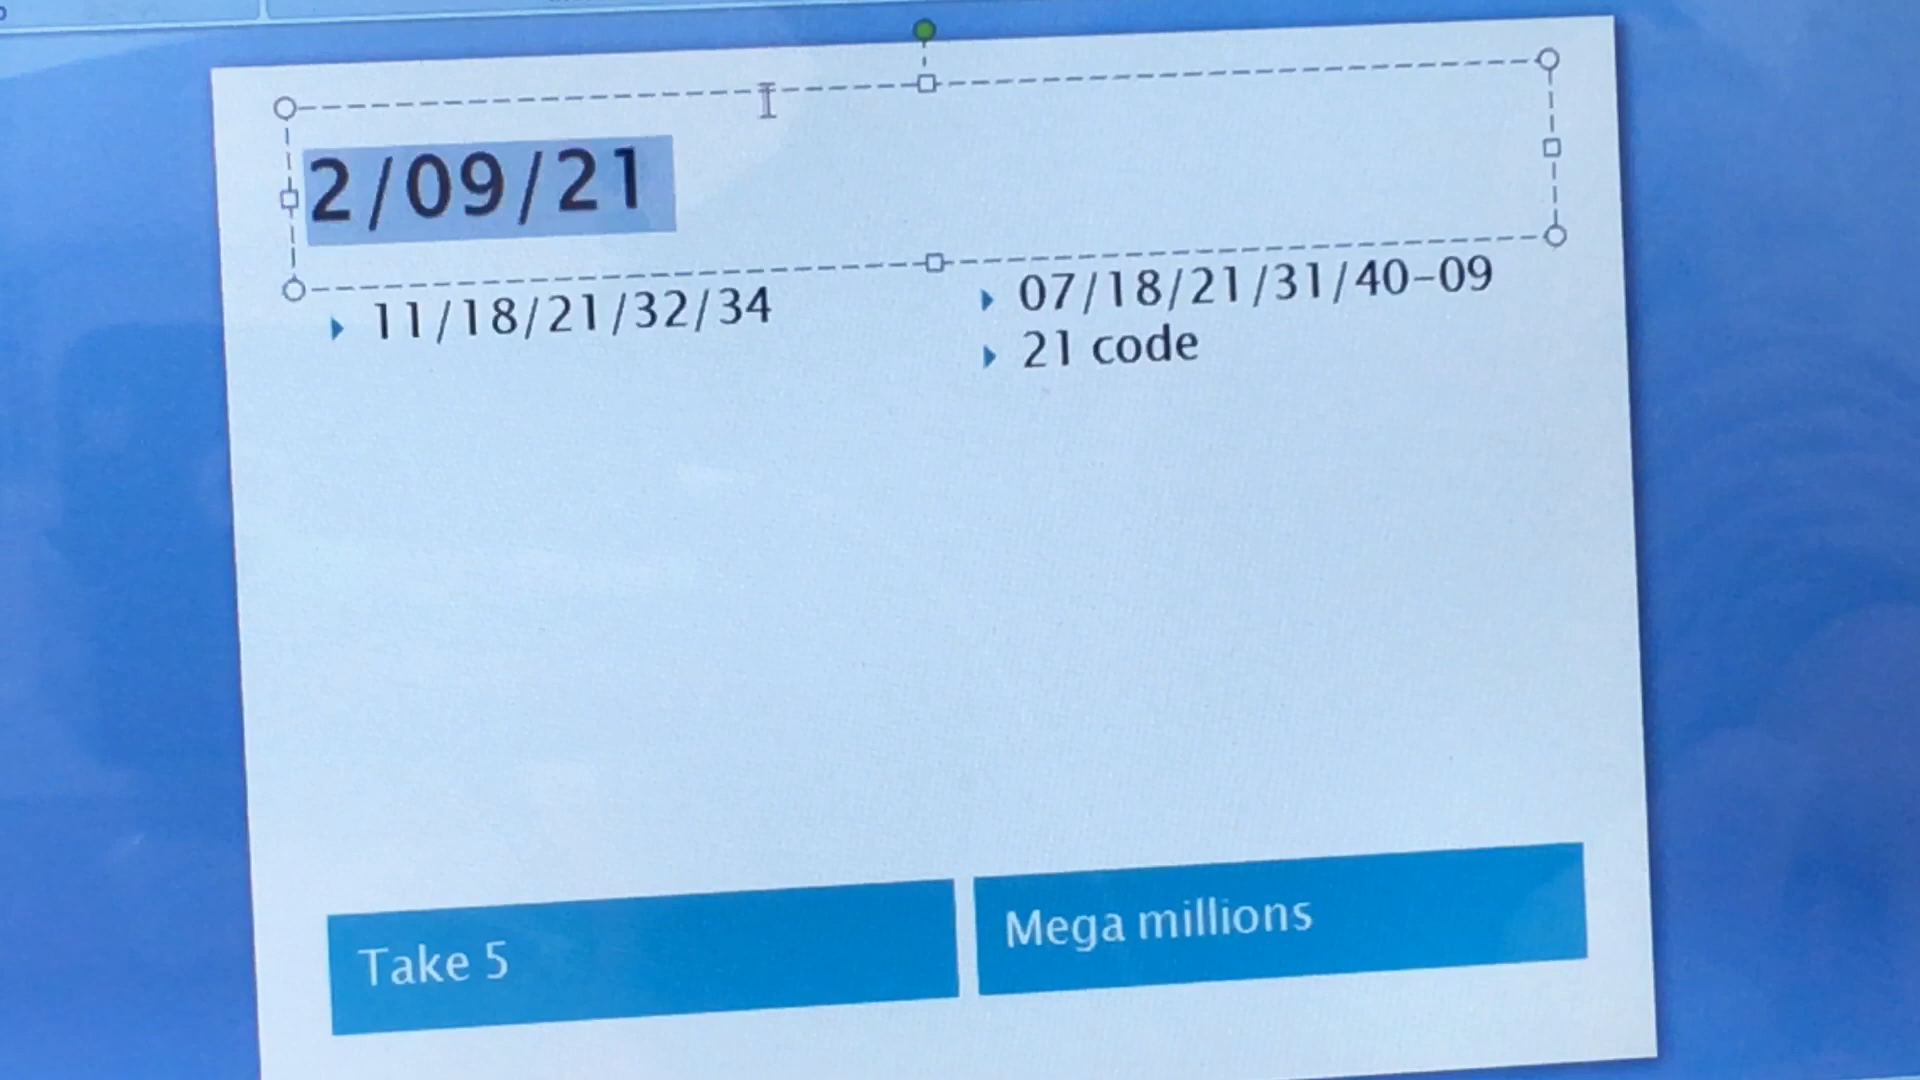 2/09/21
11/18/21/32/34
07/18/21/31/40-09
21 code
Take 5
Mega millions